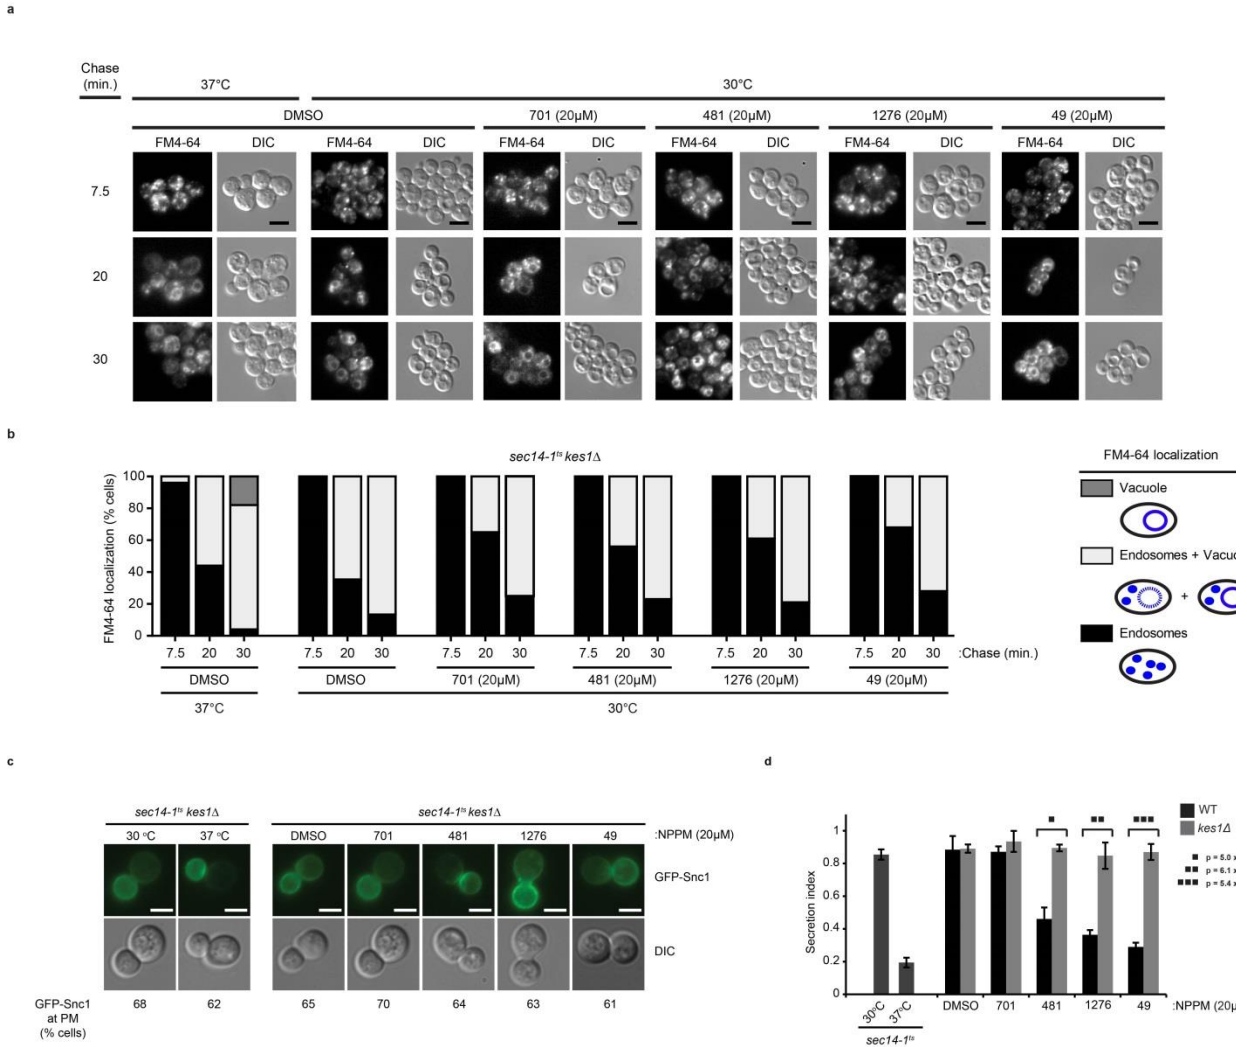 a
Chase
(min.)
37°C
30°C
DMSO
701 (20µM)
481 (20µM)
1276 (20µM)
49 (20µM)
FM4-64 DIC FM4-64 DIC FM4-64 DIC FM4-64 DIC FM4-64 DIC FM4-64 DIC
7.5
20
30
b
sec14-1ts kes1Δ
FM4-64 localization (% cells)
100
80
60
40
20
0
7.5 20 30 7.5 20 30 7.5 20 30 7.5 20 30 7.5 20 30 7.5 20 30 :Chase (min.)
DMSO DMSO 701 (20µM) 481 (20µM) 1276 (20µM) 49 (20µM)
37°C 30°C
FM4-64 localization
Vacuole
Endosomes + Vacu
+
Endosomes
c
sec14-1ts kes1Δ sec14-1ts kes1Δ
30 °C 37 °C DMSO 701 481 1276 49 :NPPM (20µM)
GFP-Snc1
DIC
GFP-Snc1
at PM
(% cells)
68 62 65 70 64 63 61
d
WT
kes1Δ
p = 5.0 x
p = 6.1 x
p = 5.4 x
Secretion index
1
0.8
0.6
0.4
0.2
0
30°C 37°C DMSO 701 481 1276 49 :NPPM (20µ
sec14-1ts